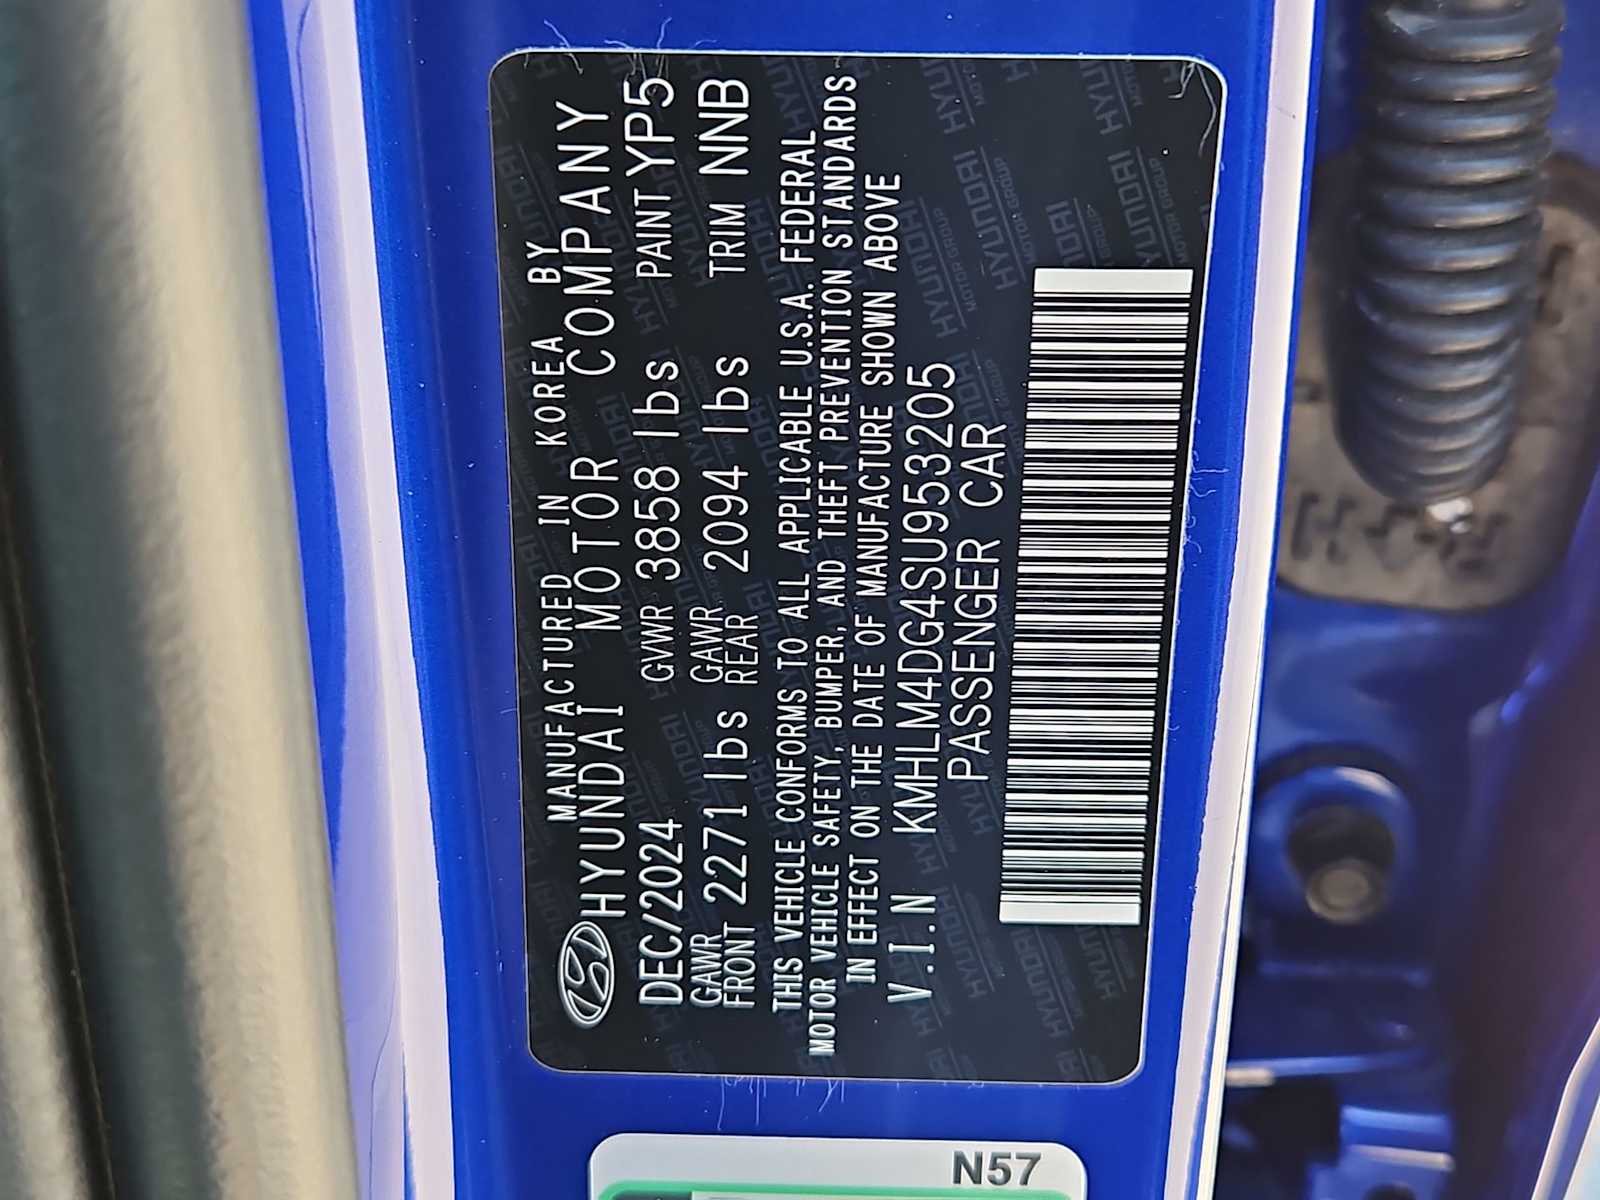 MANUFACTURED IN KOREA BY
HYUNDAI MOTOR COMPANY
DEC/2024 GVWR 3858 lbs PAINT YP5
GAWR FRONT 2271 lbs GAWR REAR 2094 lbs TRIM NNB
THIS VEHICLE CONFORMS TO ALL APPLICABLE U.S.A. FEDERAL
MOTOR VEHICLE SAFETY, BUMPER, AND THEFT PREVENTION STANDARDS
IN EFFECT ON THE DATE OF MANUFACTURE SHOWN ABOVE
V.I.N KMHLM4DG4SU953205
PASSENGER CAR
N57